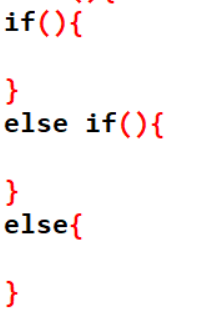 if(){
}
else if(){
}
else{
}